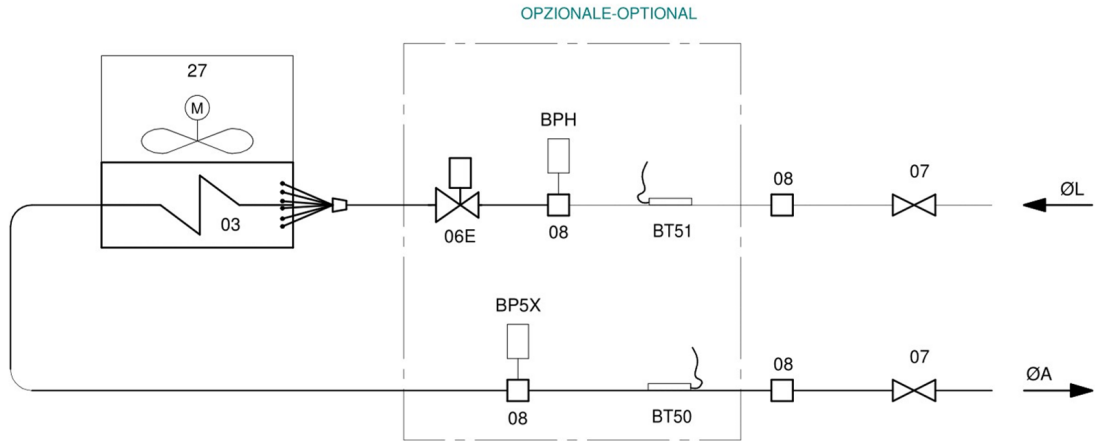 OPZIONALE-OPTIONAL
27
M
BPH
08
07
ØL
03
06E
08
BT51
BP5X
08
07
ØA
08
BT50